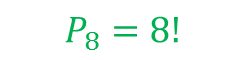 P₈ = 8!